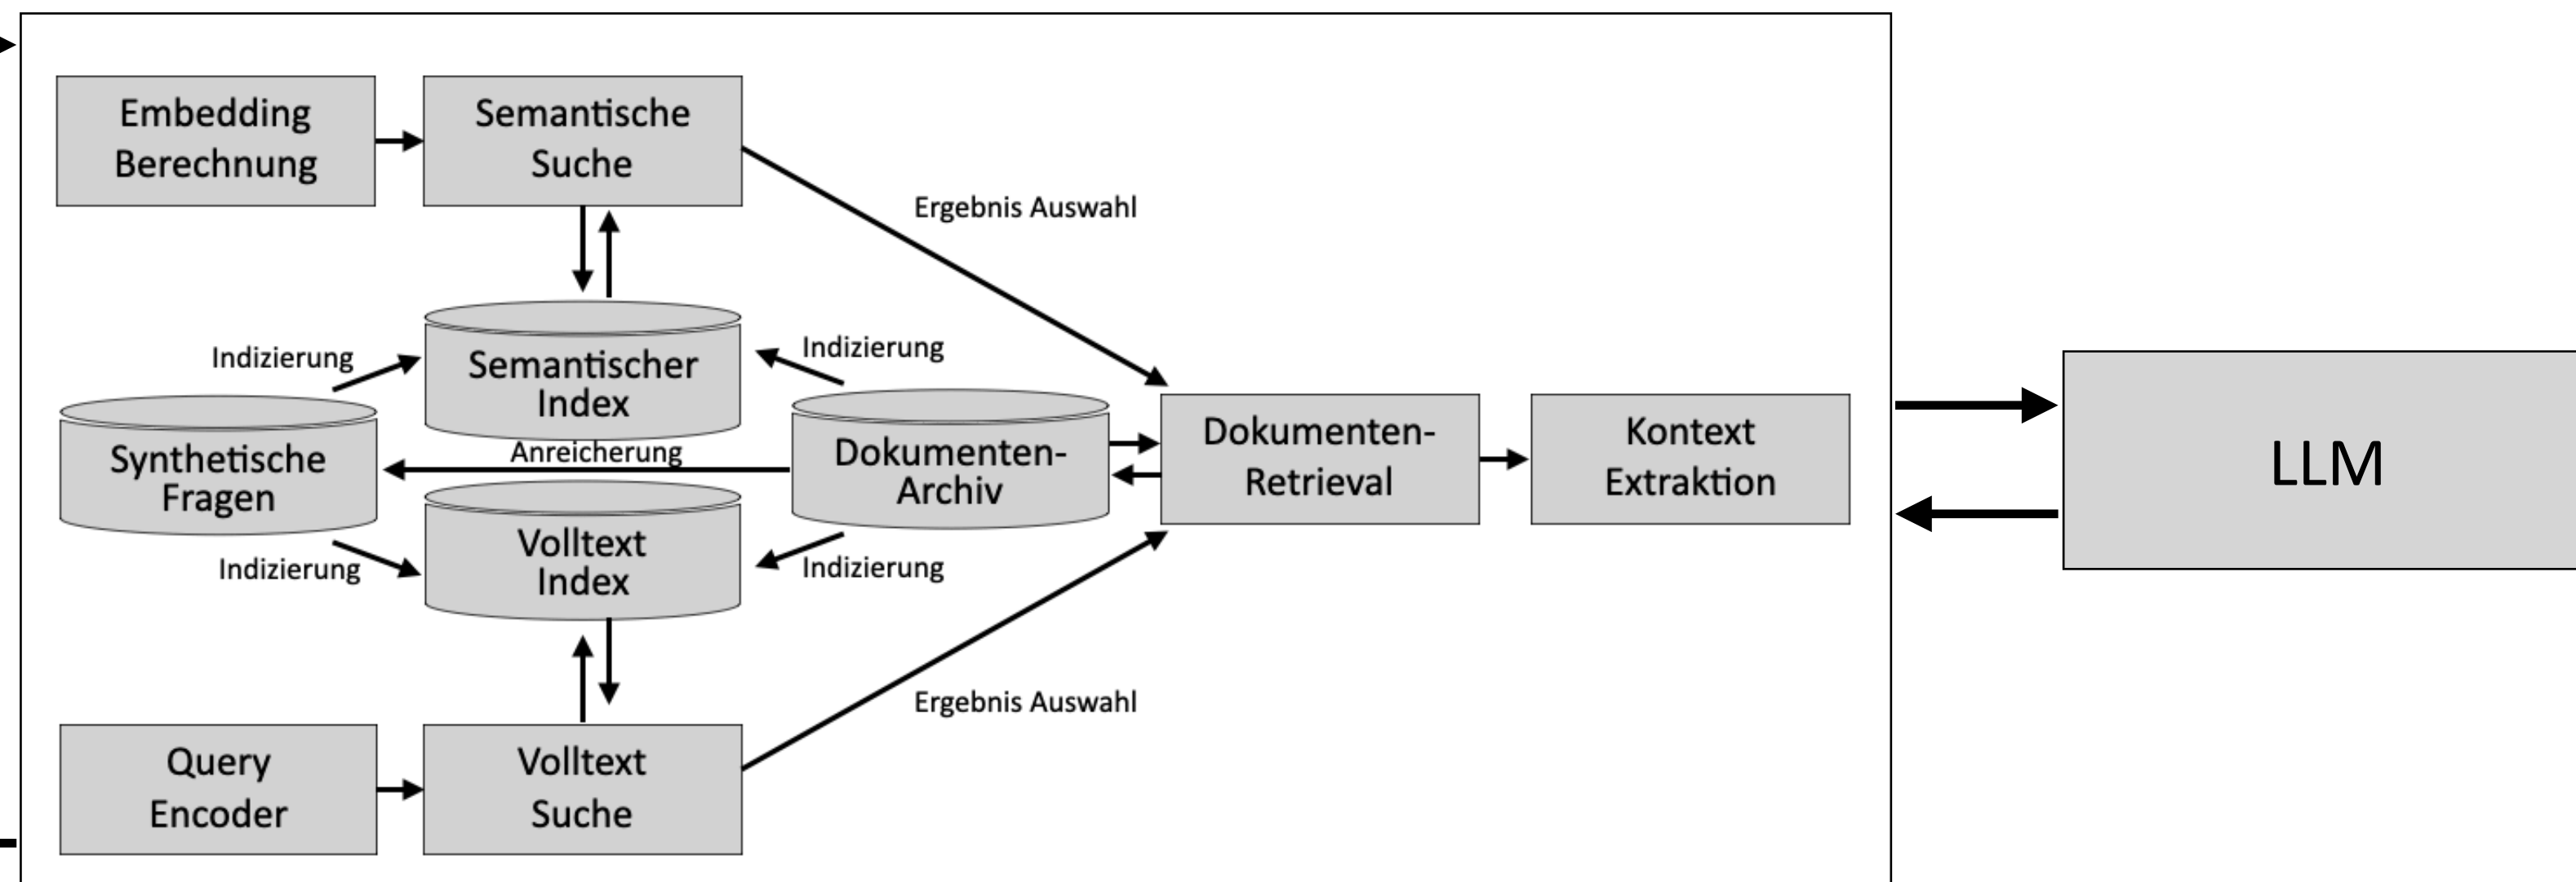 Embedding
Berechnung
Semantische
Suche
Ergebnis Auswahl
Indizierung
Semantischer
Index
Indizierung
Synthetische
Fragen
Anreicherung
Dokumenten-
Archiv
Dokumenten-
Retrieval
Kontext
Extraktion
LLM
Indizierung
Volltext
Index
Indizierung
Ergebnis Auswahl
Query
Encoder
Volltext
Suche